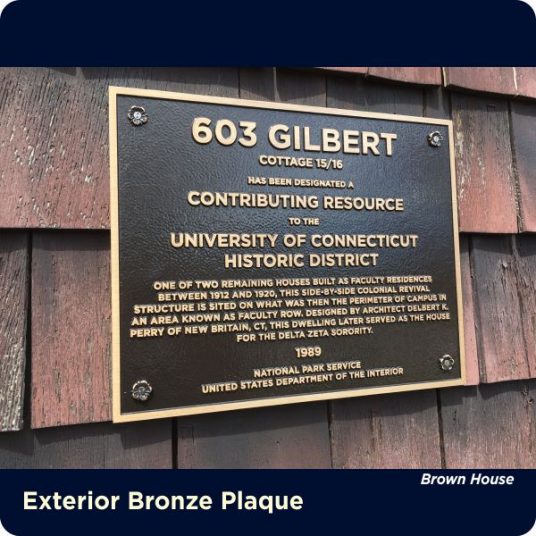 603 GILBERT
COTTAGE 15/16
HAS BEEN DESIGNATED A
CONTRIBUTING RESOURCE
TO THE
UNIVERSITY OF CONNECTICUT
HISTORIC DISTRICT
ONE OF TWO REMAINING HOUSES BUILT AS FACULTY RESIDENCES
BETWEEN 1912 AND 1920, THIS SIDE-BY-SIDE COLONIAL REVIVAL
STRUCTURE IS SITED ON WHAT WAS THEN THE PERIMETER OF CAMPUS IN
AN AREA KNOWN AS FACULTY ROW. DESIGNED BY ARCHITECT DELBERT K.
PERRY OF NEW BRITAIN, CT, THIS DWELLING LATER SERVED AS THE HOUSE
FOR THE DELTA ZETA SORORITY.
1989
NATIONAL PARK SERVICE
UNITED STATES DEPARTMENT OF THE INTERIOR
Brown House
Exterior Bronze Plaque